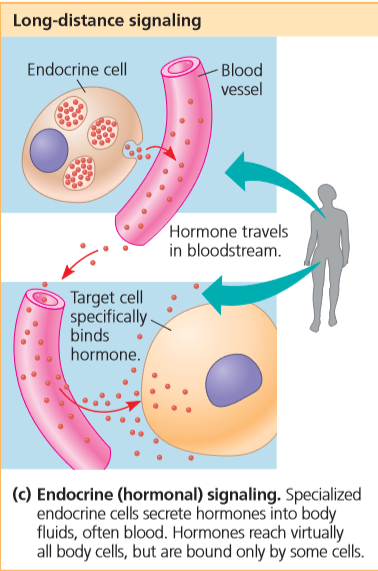 Long-distance signaling
Endocrine cell
Blood
vessel
Hormone travels
in bloodstream.
Target cell
specifically
binds
hormone.
(c) Endocrine (hormonal) signaling. Specialized
endocrine cells secrete hormones into body
fluids, often blood. Hormones reach virtually
all body cells, but are bound only by some cells.